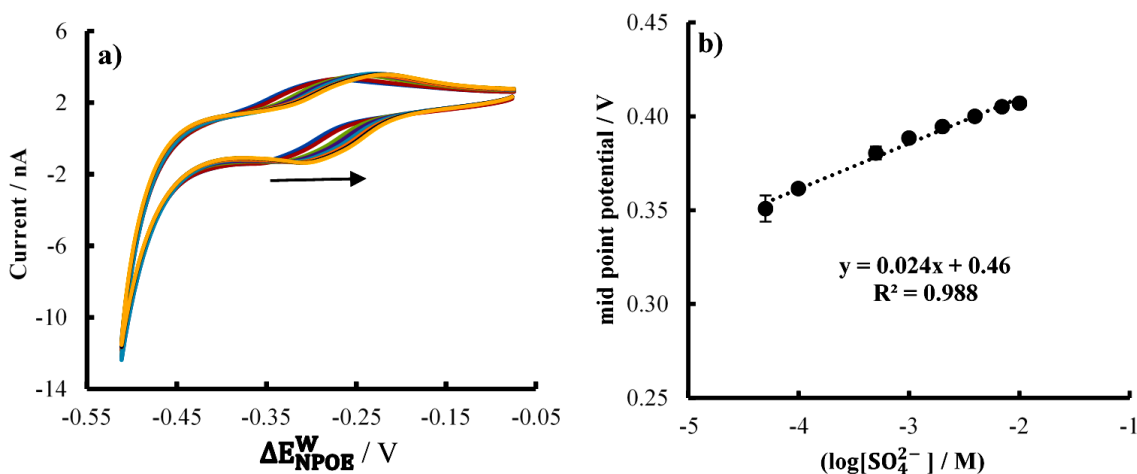 a)
6
2
-2
-6
-10
-14
Current / nA
-0.55 -0.45 -0.35 -0.25 -0.15 -0.05
ΔE^W_NPOE / V
b)
0.45
0.40
0.35
0.30
0.25
mid point potential / V
y = 0.024x + 0.46
R² = 0.988
-5 -4 -3 -2 -1
(log[SO₄²⁻ ] / M)